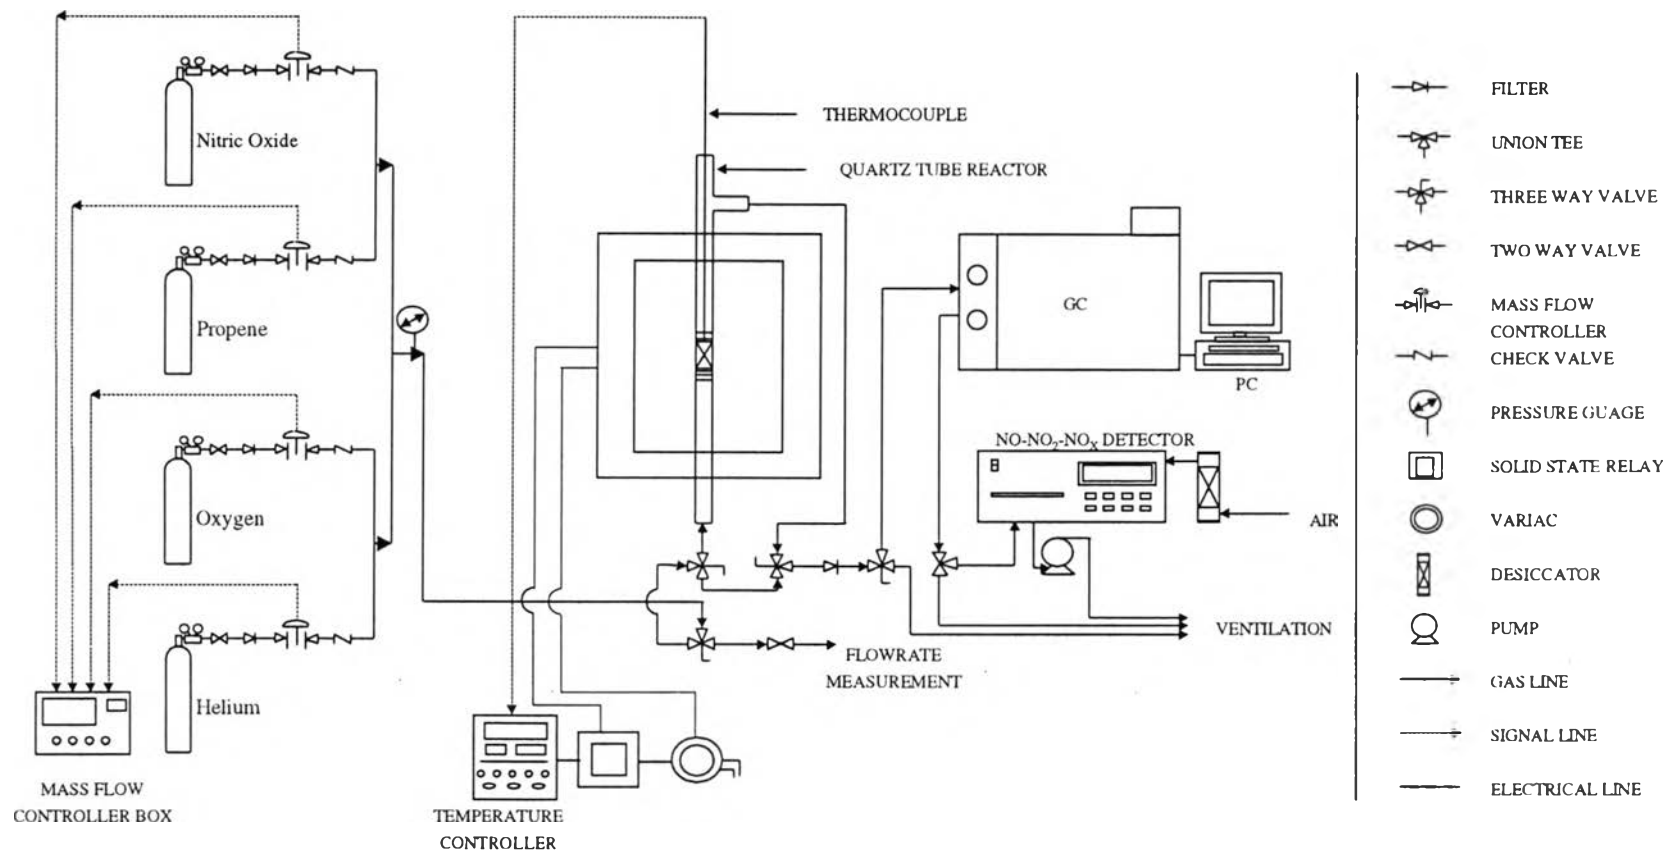 Nitric Oxide
Propene
Oxygen
Helium
MASS FLOW
CONTROLLER BOX
THERMOCOUPLE
QUARTZ TUBE REACTOR
GC
PC
NO-NO₂-NOₓ DETECTOR
AIR
VENTILATION
FLOWRATE
MEASUREMENT
TEMPERATURE
CONTROLLER
FILTER
UNION TEE
THREE WAY VALVE
TWO WAY VALVE
MASS FLOW
CONTROLLER
CHECK VALVE
PRESSURE GUAGE
SOLID STATE RELAY
VARIAC
DESICCATOR
PUMP
GAS LINE
SIGNAL LINE
ELECTRICAL LINE